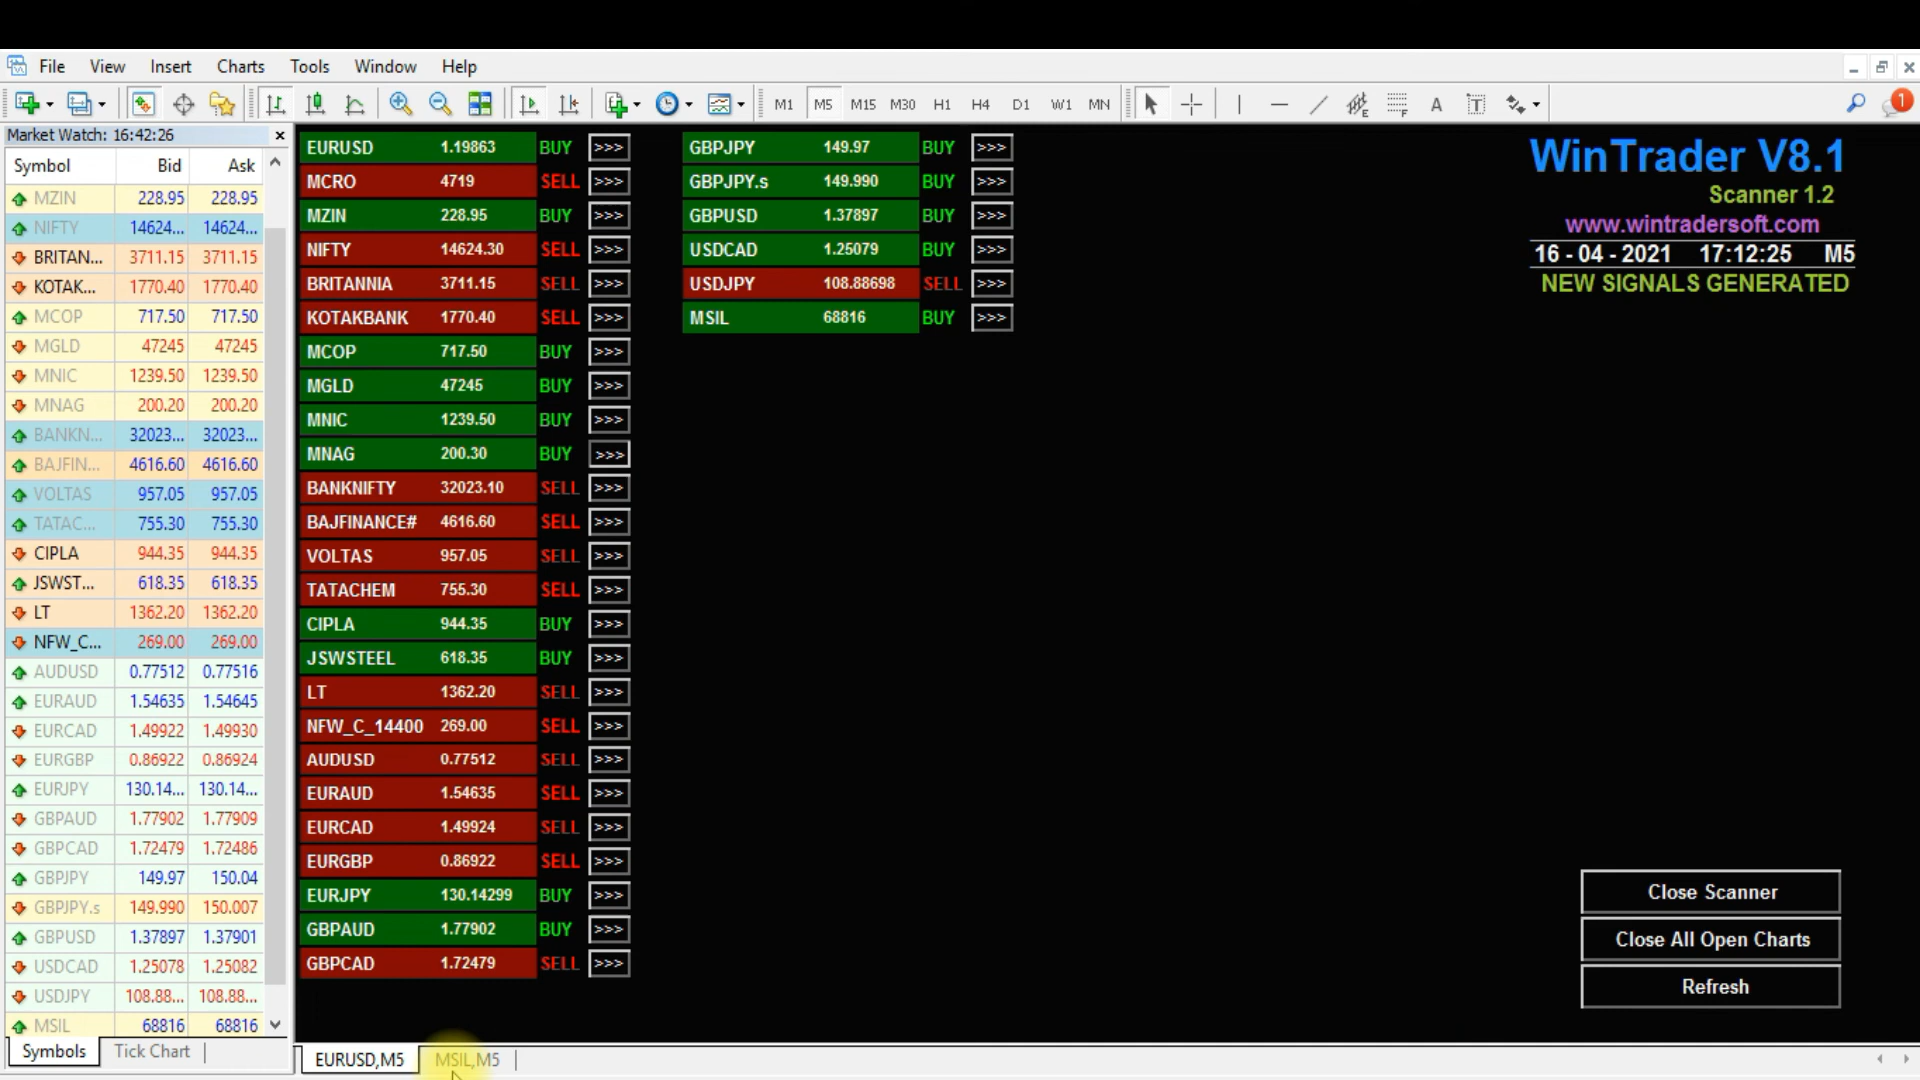 File View Insert Charts Tools Window Help
M1 M5 M15 M30 H1 H4 D1 W1 MN A T 1
Market Watch: 16:42:26
Symbol Bid Ask
MZIN 228.95 228.95
NIFTY 14624... 14624...
BRITAN... 3711.15 3711.15
KOTAK... 1770.40 1770.40
MCOP 717.50 717.50
MGLD 47245 47245
MNIC 1239.50 1239.50
MNAG 200.20 200.20
BANKN... 32023... 32023...
BAJFIN... 4616.60 4616.60
VOLTAS 957.05 957.05
TATAC... 755.30 755.30
CIPLA 944.35 944.35
JSWST... 618.35 618.35
LT 1362.20 1362.20
NFW_C... 269.00 269.00
AUDUSD 0.77512 0.77516
EURAUD 1.54635 1.54645
EURCAD 1.49922 1.49930
EURGBP 0.86922 0.86924
EURJPY 130.14... 130.14...
GBPAUD 1.77902 1.77909
GBPCAD 1.72479 1.72486
GBPJPY 149.97 150.04
GBPJPY.s 149.990 150.007
GBPUSD 1.37897 1.37901
USDCAD 1.25078 1.25082
USDJPY 108.88... 108.88...
MSIL 68816 68816
Symbols Tick Chart
EURUSD 1.19863 BUY >>>
MCRO 4719 SELL >>>
MZIN 228.95 BUY >>>
NIFTY 14624.30 SELL >>>
BRITANNIA 3711.15 SELL >>>
KOTAKBANK 1770.40 SELL >>>
MCOP 717.50 BUY >>>
MGLD 47245 BUY >>>
MNIC 1239.50 BUY >>>
MNAG 200.30 BUY >>>
BANKNIFTY 32023.10 SELL >>>
BAJFINANCE# 4616.60 SELL >>>
VOLTAS 957.05 SELL >>>
TATACHEM 755.30 SELL >>>
CIPLA 944.35 BUY >>>
JSWSTEEL 618.35 BUY >>>
LT 1362.20 SELL >>>
NFW_C_14400 269.00 SELL >>>
AUDUSD 0.77512 SELL >>>
EURAUD 1.54635 SELL >>>
EURCAD 1.49924 SELL >>>
EURGBP 0.86922 SELL >>>
EURJPY 130.14299 BUY >>>
GBPAUD 1.77902 BUY >>>
GBPCAD 1.72479 SELL >>>
GBPJPY 149.97 BUY >>>
GBPJPY.s 149.990 BUY >>>
GBPUSD 1.37897 BUY >>>
USDCAD 1.25079 BUY >>>
USDJPY 108.88698 SELL >>>
MSIL 68816 BUY >>>
WinTrader V8.1
Scanner 1.2
www.wintradersoft.com
16 - 04 - 2021 17:12:25 M5
NEW SIGNALS GENERATED
Close Scanner
Close All Open Charts
Refresh
EURUSD,M5 MSIL,M5